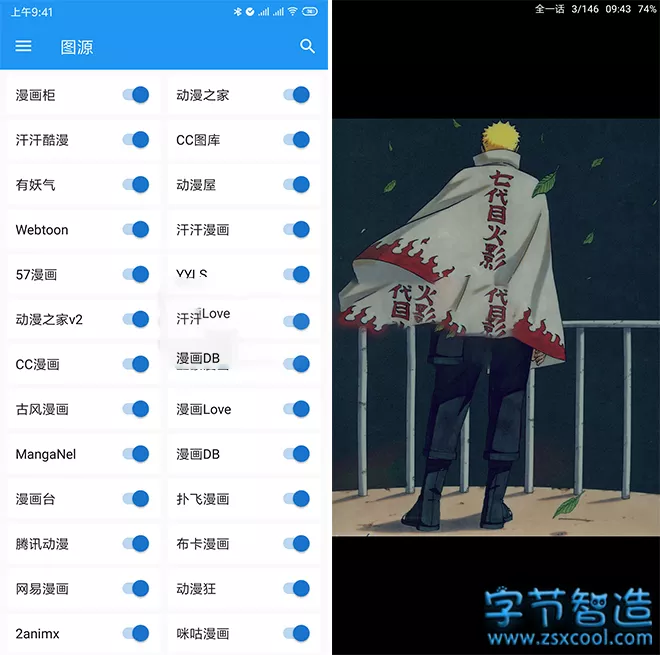 上午9:41
图源
漫画柜
动漫之家
汗汗酷漫
CC图库
有妖气
动漫屋
Webtoon
汗汗漫画
57漫画
YYLS
动漫之家v2
汗汗
Love
CC漫画
漫画DB
古风漫画
漫画Love
MangaNel
漫画DB
漫画台
扑飞漫画
腾讯动漫
布卡漫画
网易漫画
动漫狂
2animx
咪咕漫画
全一话 3/146 09:43 74%
七代目火影
代目
火影
代目
字节智造
www.zsxcool.com